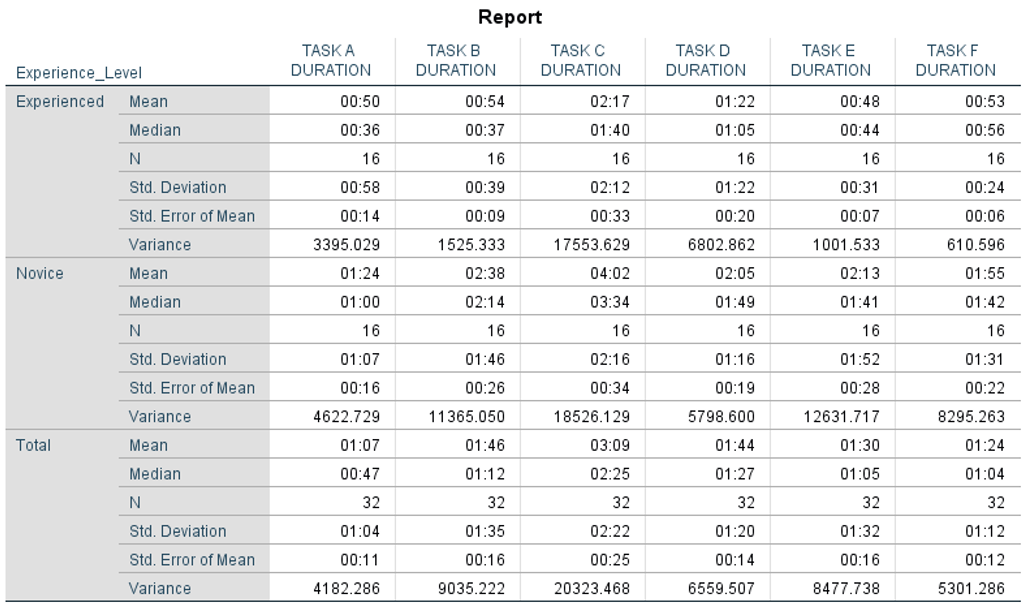 Report
Experience_Level TASK A DURATION TASK B DURATION TASK C DURATION TASK D DURATION TASK E DURATION TASK F DURATION
Experienced Mean 00:50 00:54 02:17 01:22 00:48 00:53
Median 00:36 00:37 01:40 01:05 00:44 00:56
N 16 16 16 16 16 16
Std. Deviation 00:58 00:39 02:12 01:22 00:31 00:24
Std. Error of Mean 00:14 00:09 00:33 00:20 00:07 00:06
Variance 3395.029 1525.333 17553.629 6802.862 1001.533 610.596
Novice Mean 01:24 02:38 04:02 02:05 02:13 01:55
Median 01:00 02:14 03:34 01:49 01:41 01:42
N 16 16 16 16 16 16
Std. Deviation 01:07 01:46 02:16 01:16 01:52 01:31
Std. Error of Mean 00:16 00:26 00:34 00:19 00:28 00:22
Variance 4622.729 11365.050 18526.129 5798.600 12631.717 8295.263
Total Mean 01:07 01:46 03:09 01:44 01:30 01:24
Median 00:47 01:12 02:25 01:27 01:05 01:04
N 32 32 32 32 32 32
Std. Deviation 01:04 01:35 02:22 01:20 01:32 01:12
Std. Error of Mean 00:11 00:16 00:25 00:14 00:16 00:12
Variance 4182.286 9035.222 20323.468 6559.507 8477.738 5301.286